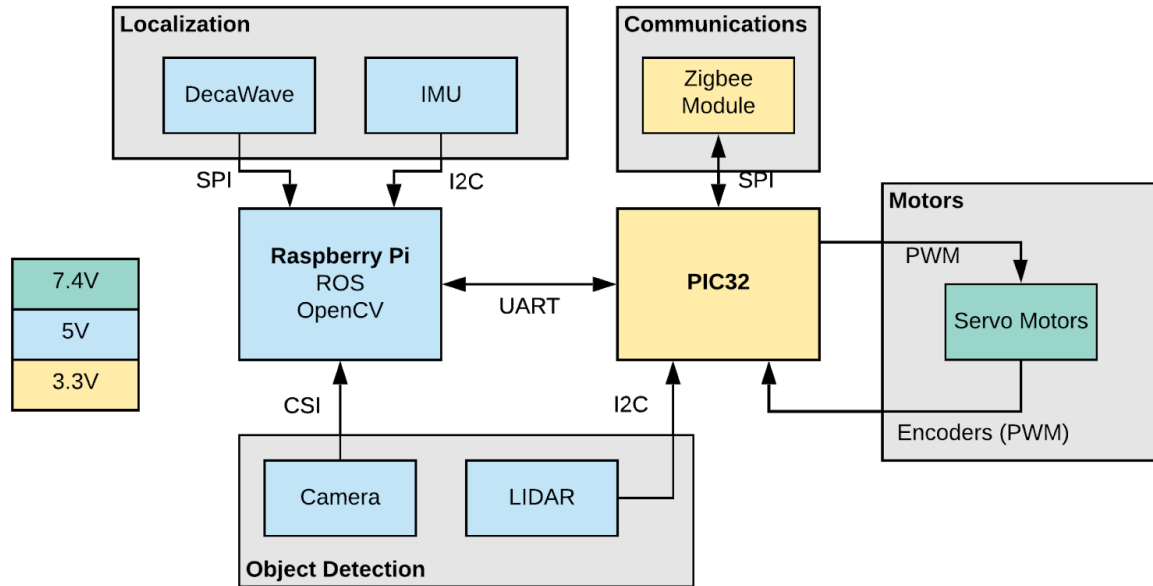 Localization
DecaWave
IMU
SPI
I2C
Communications
Zigbee
Module
SPI
Raspberry Pi
ROS
OpenCV
UART
PIC32
Motors
PWM
Servo Motors
Encoders (PWM)
7.4V
5V
3.3V
CSI
I2C
Camera
LIDAR
Object Detection